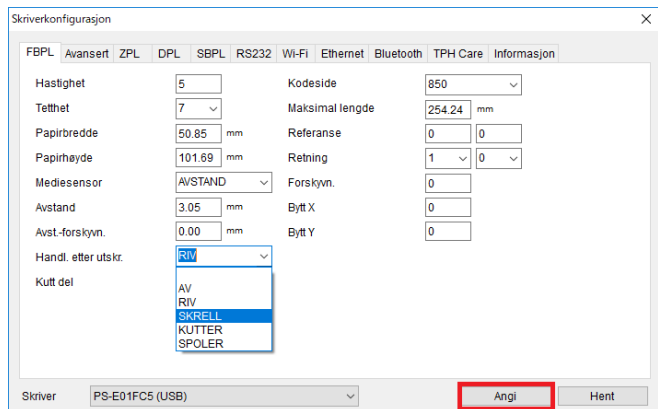 Skriverkonfigurasjon
FBPL Avansert ZPL DPL SBPL RS232 Wi-Fi Ethernet Bluetooth TPH Care Informasjon
Hastighet 5 Kodeside 850
Tetthet 7 Maksimal lengde 254.24 mm
Papirbredde 50.85 mm Referanse 0 0
Papirhøyde 101.69 mm Retning 1 0
Mediesensor AVSTAND Forskyvn. 0
Avstand 3.05 mm Bytt X 0
Avst.-forskyvn. 0.00 mm Bytt Y 0
Handl. etter utskr. RIV
Kutt del
AV
RIV
SKRELL
KUTTER
SPOLER
Skriver PS-E01FC5 (USB) Angi Hent